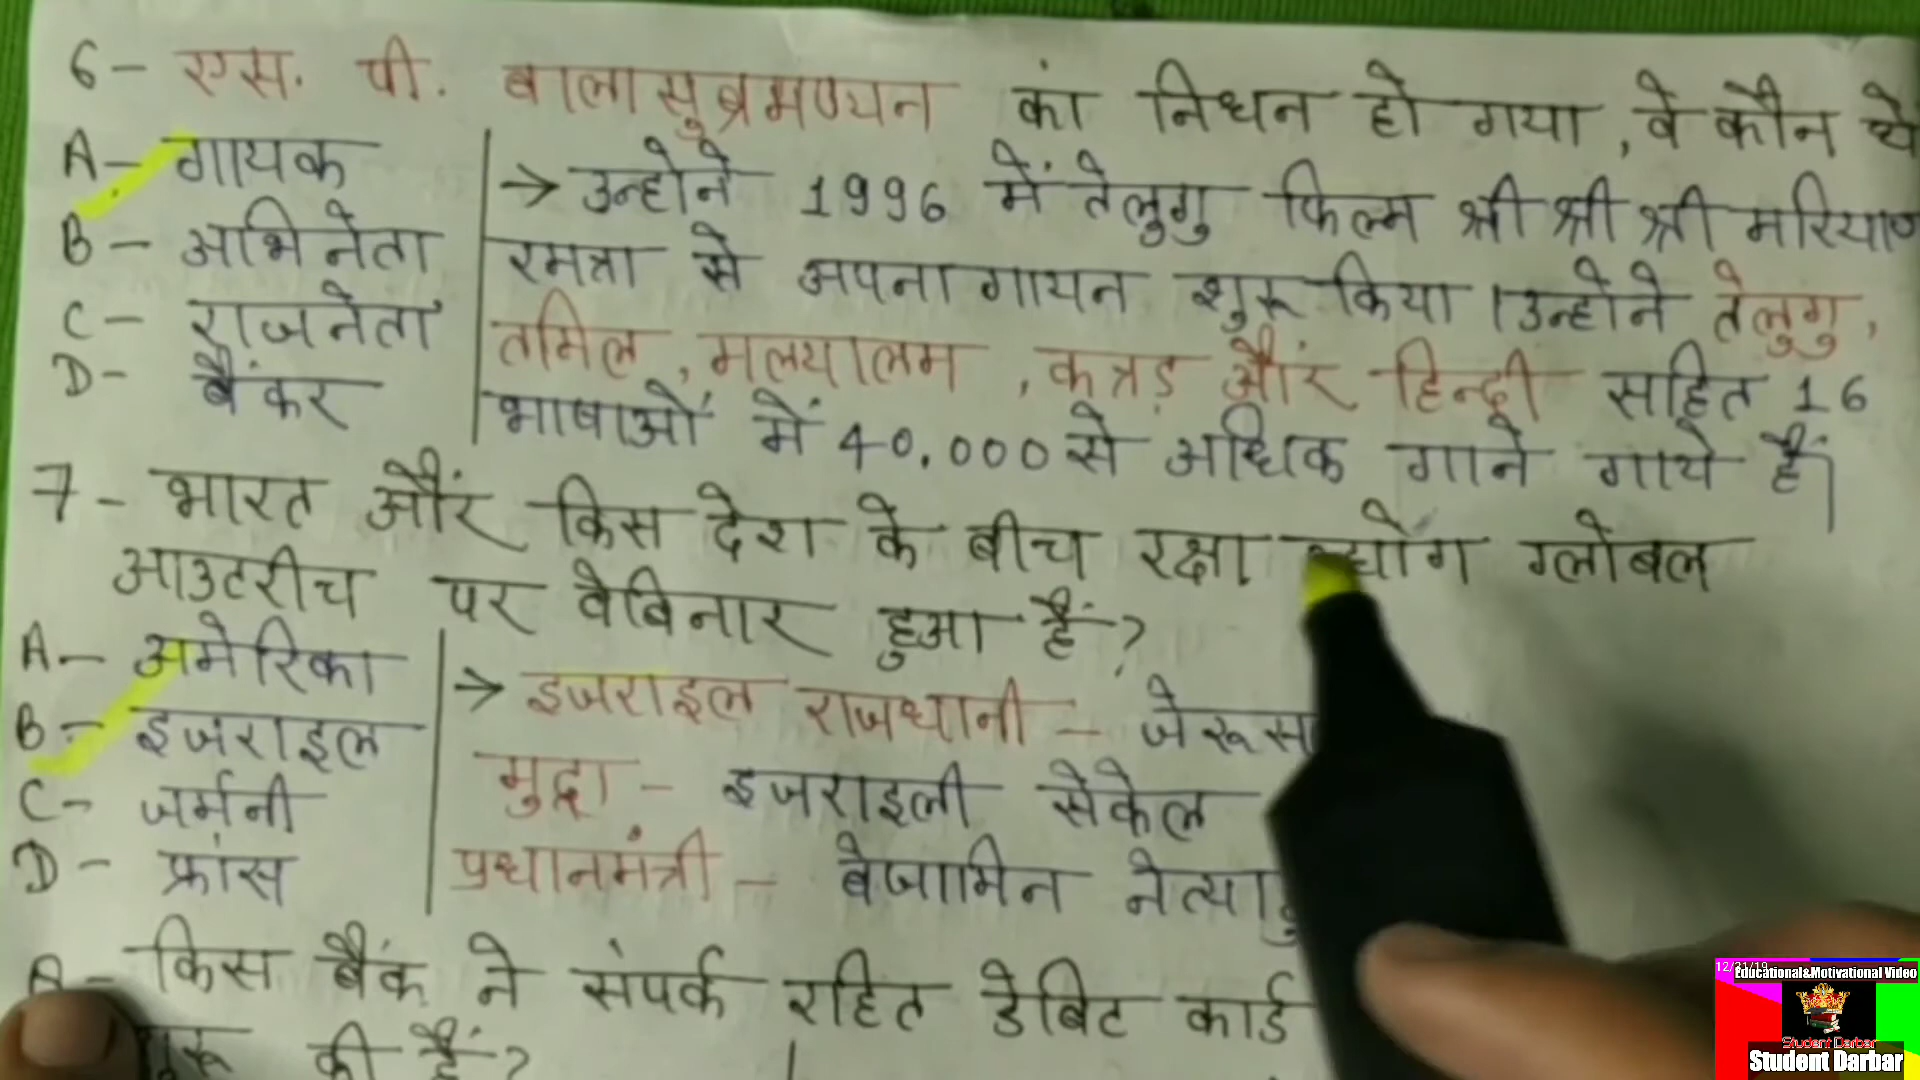 6- एस. पी. बालासुब्रमण्यन का निधन हो गया, वे कौन थे
A- गायक
B- अभिनेता
C- राजनेता
D- बैंकर
→ उन्होने 1996 में तेलुगु फिल्म श्री श्री श्री मरियाण
रमन्ना से अपना गायन शुरू किया। उन्होने तेलुगु,
तमिल, मलयालम, कन्नड़ और हिन्दी सहित 16
भाषाओं में 40,000 से अधिक गाने गाये हैं|
7- भारत और किस देश के बीच रक्षा ग्लोबल
आउटरीच पर वेबिनार हुआ हैं?
A- अमेरिका
B- इजराइल
C- जर्मनी
D- फ्रांस
→ इजराइल राजधानी - जेरूसा
मुद्रा - इजराइली सेकेल
प्रधानमंत्री - बेंजामिन नेत्या
किस बैंक ने संपर्क रहित डेबिट कार्ड
की हैं?
12/31/19
Educational&Motivational Video
Student Darbar
Student Darbar